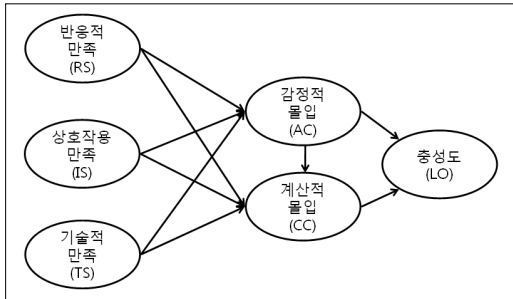 반응적
만족
(RS)
상호작용
만족
(IS)
기술적
만족
(TS)
감정적
몰입
(AC)
계산적
몰입
(CC)
충성도
(LO)